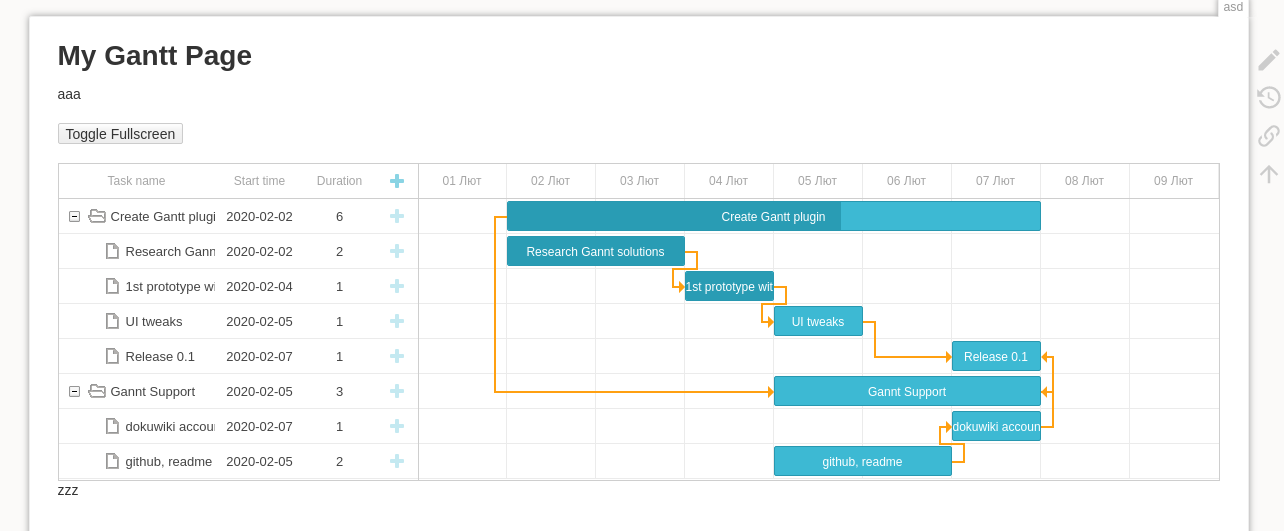 asd
My Gantt Page
aaa
Toggle Fullscreen
Task name Start time Duration 01 Лют 02 Лют 03 Лют 04 Лют 05 Лют 06 Лют 07 Лют 08 Лют 09 Лют
Create Gantt plugi 2020-02-02 6 Create Gantt plugin
Research Gann 2020-02-02 2 Research Gannt solutions
1st prototype wi 2020-02-04 1 1st prototype wit
UI tweaks 2020-02-05 1 UI tweaks
Release 0.1 2020-02-07 1 Release 0.1
Gannt Support 2020-02-05 3 Gannt Support
dokuwiki accou 2020-02-07 1 dokuwiki accoun
github, readme 2020-02-05 2 github, readme
zzz